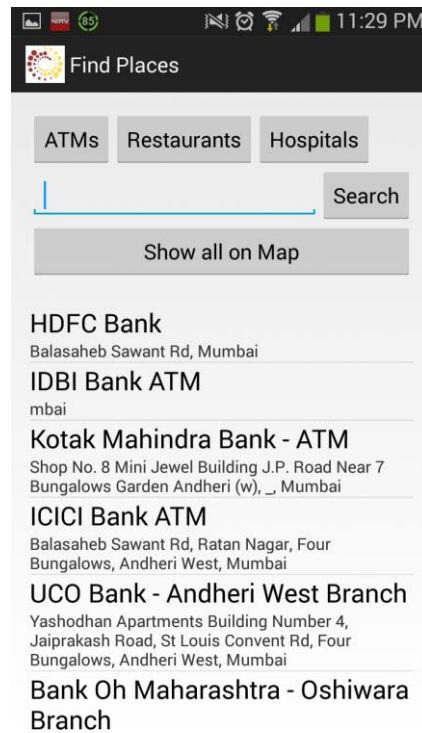 NDTV 85 11:29 PM
Find Places
ATMs Restaurants Hospitals
Search
Show all on Map
HDFC Bank
Balasaheb Sawant Rd, Mumbai
IDBI Bank ATM
mbai
Kotak Mahindra Bank - ATM
Shop No. 8 Mini Jewel Building J.P. Road Near 7
Bungalows Garden Andheri (w), _, Mumbai
ICICI Bank ATM
Balasaheb Sawant Rd, Ratan Nagar, Four
Bungalows, Andheri West, Mumbai
UCO Bank - Andheri West Branch
Yashodhan Apartments Building Number 4,
Jaiprakash Road, St Louis Convent Rd, Four
Bungalows, Andheri West, Mumbai
Bank Oh Maharashtra - Oshiwara
Branch